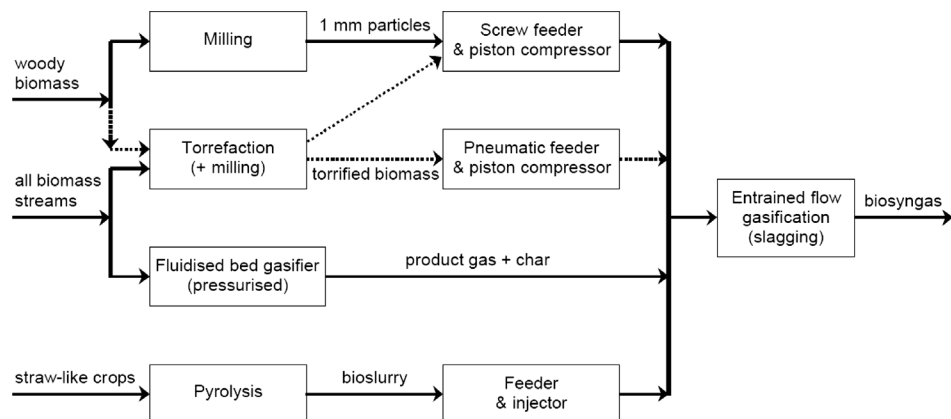 woody
biomass
Milling
1 mm particles
Screw feeder
& piston compressor
Torrefaction
(+ milling)
torrified biomass
Pneumatic feeder
& piston compressor
all biomass
streams
Fluidised bed gasifier
(pressurised)
product gas + char
Entrained flow
gasification
(slagging)
biosyngas
straw-like crops
Pyrolysis
bioslurry
Feeder
& injector